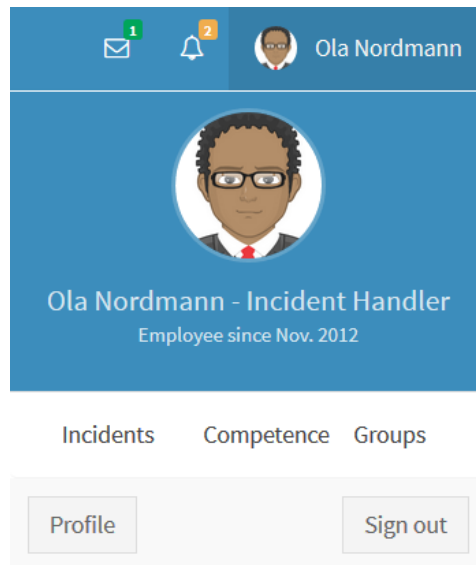 1
2
Ola Nordmann
Ola Nordmann - Incident Handler
Employee since Nov. 2012
Incidents Competence Groups
Profile Sign out